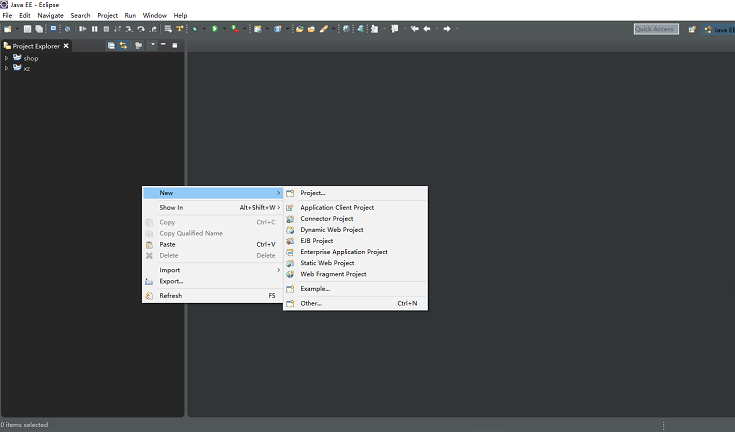 Java EE - Eclipse
File Edit Navigate Search Project Run Window Help
Quick Access
Java EE
Project Explorer
shop
xz
New
Show In Alt+Shift+W
Copy Ctrl+C
Copy Qualified Name
Paste Ctrl+V
Delete Delete
Import
Export...
Refresh F5
Project...
Application Client Project
Connector Project
Dynamic Web Project
EJB Project
Enterprise Application Project
Static Web Project
Web Fragment Project
Example...
Other... Ctrl+N
0 items selected